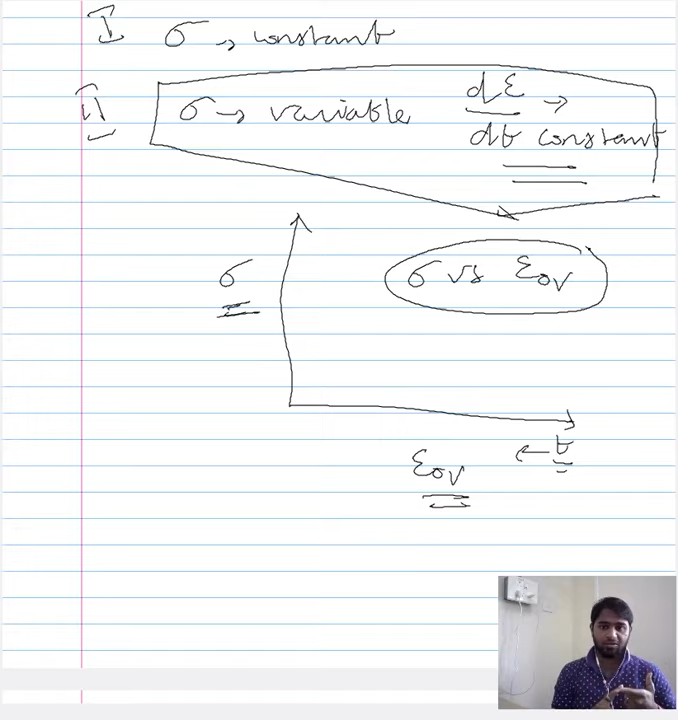 I σ → constant
II σ → variable dε/dt → constant
σ
σ vs εov
← t
εov